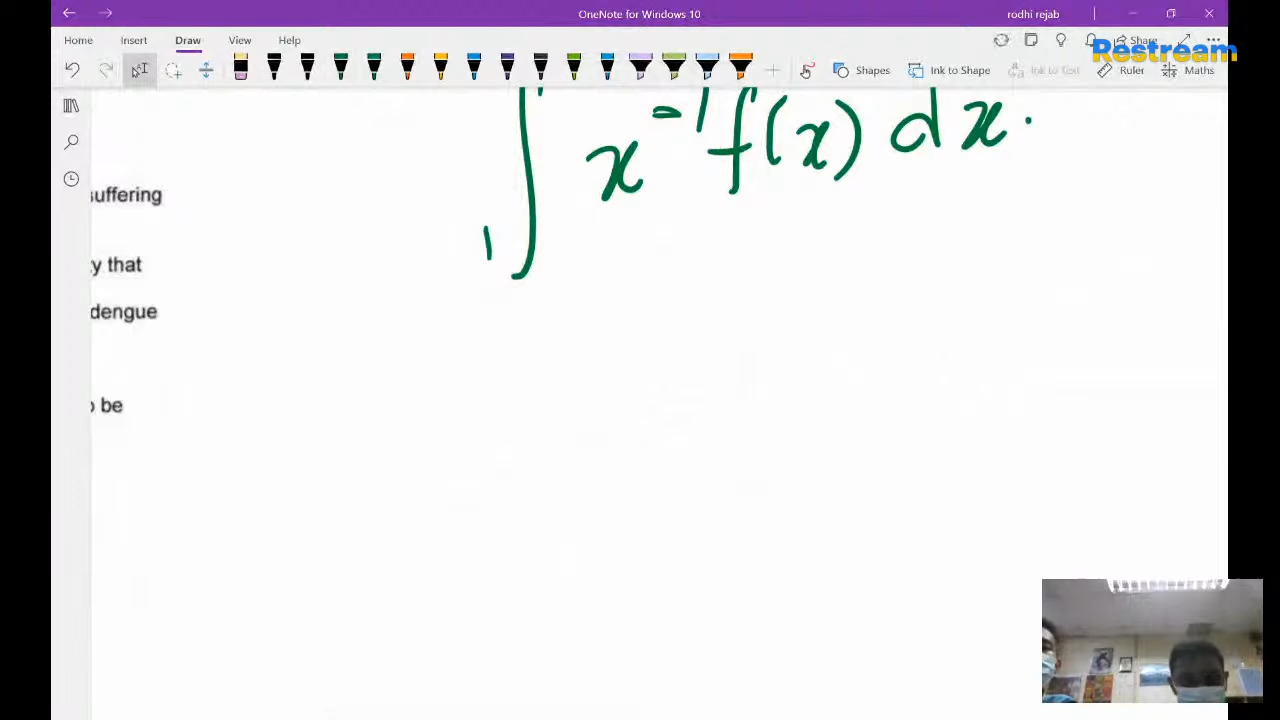 OneNote for Windows 10
rodhi rejab
Home Insert Draw View Help
Share
Restream
Shapes
Ink to Shape
Ink to Text
Ruler
Maths
∫ x⁻¹ f(x) dx.
1
suffering
y that
dengue
be